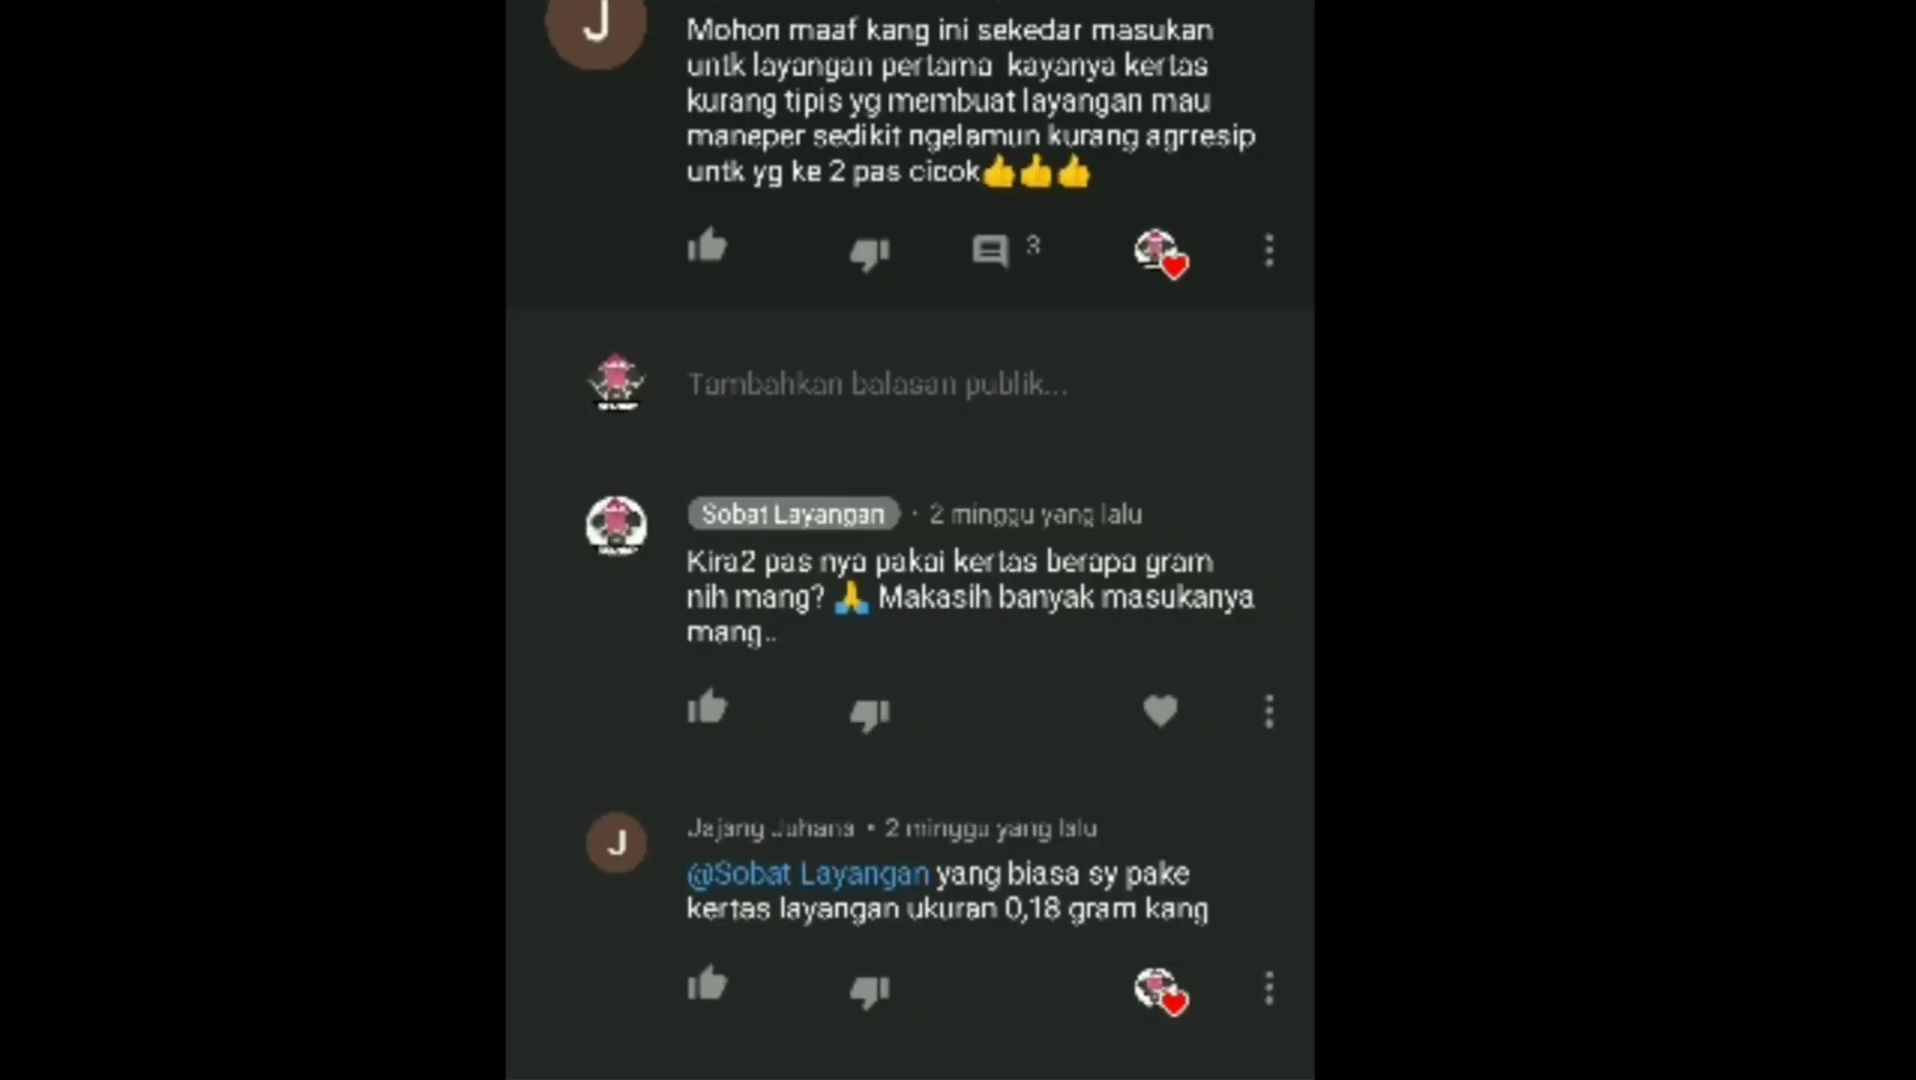 J
Mohon maaf kang ini sekedar masukan
untk layangan pertama kayanya kertas
kurang tipis yg membuat layangan mau
maneper sedikit ngelamun kurang agrresip
untk yg ke 2 pas cicok👍👍👍
3
Tambahkan balasan publik...
Sobat Layangan · 2 minggu yang lalu
Kira2 pas nya pakai kertas berapa gram
nih mang? 🙏 Makasih banyak masukanya
mang..
J
Jajang Juhana • 2 minggu yang lalu
@Sobat Layangan yang biasa sy pake
kertas layangan ukuran 0,18 gram kang